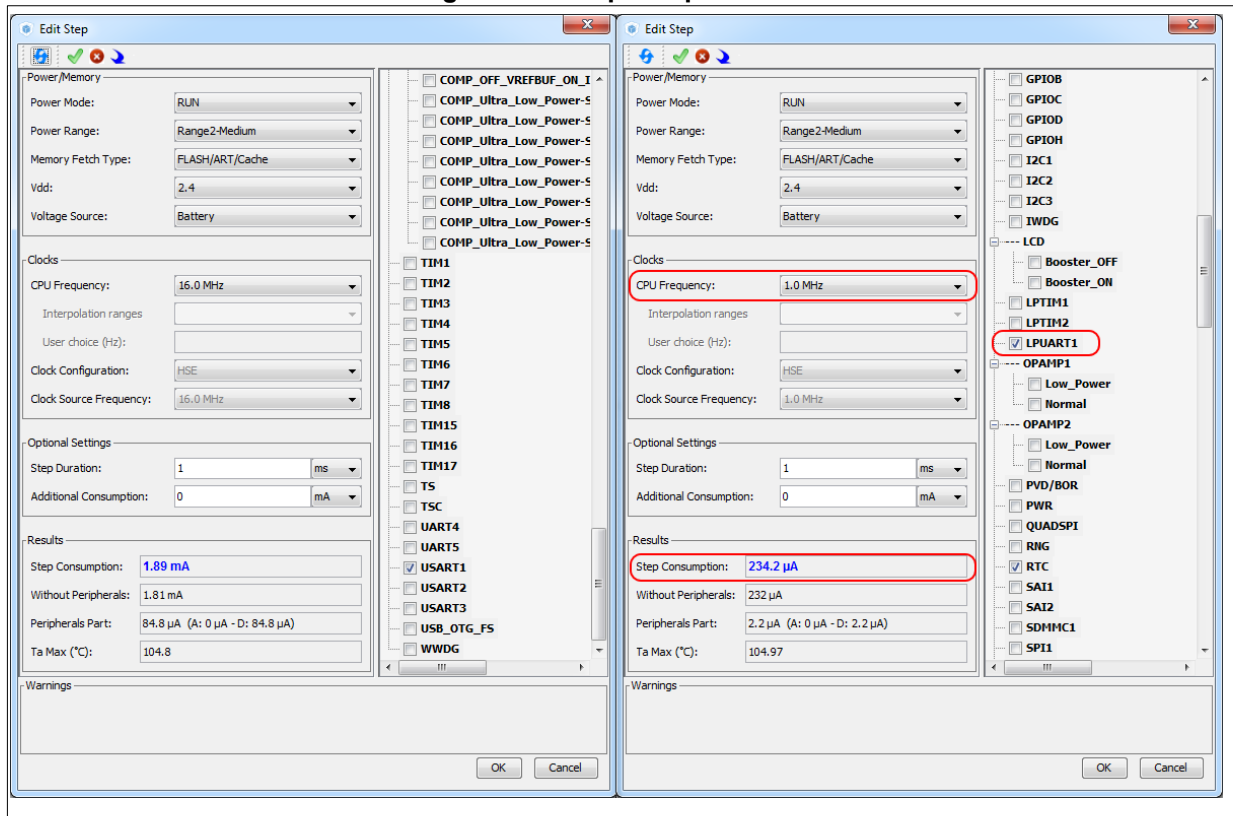 Edit Step
Power/Memory
Power Mode: RUN
Power Range: Range2-Medium
Memory Fetch Type: FLASH/ART/Cache
Vdd: 2.4
Voltage Source: Battery
Clocks
CPU Frequency: 16.0 MHz
Interpolation ranges
User choice (Hz):
Clock Configuration: HSE
Clock Source Frequency: 16.0 MHz
Optional Settings
Step Duration: 1 ms
Additional Consumption: 0 mA
Results
Step Consumption: 1.89 mA
Without Peripherals: 1.81 mA
Peripherals Part: 84.8 µA (A: 0 µA - D: 84.8 µA)
Ta Max (°C): 104.8
COMP_OFF_VREFBUF_ON_I
COMP_Ultra_Low_Power-S
COMP_Ultra_Low_Power-S
COMP_Ultra_Low_Power-S
COMP_Ultra_Low_Power-S
COMP_Ultra_Low_Power-S
COMP_Ultra_Low_Power-S
COMP_Ultra_Low_Power-S
COMP_Ultra_Low_Power-S
TIM1
TIM2
TIM3
TIM4
TIM5
TIM6
TIM7
TIM8
TIM15
TIM16
TIM17
TS
TSC
UART4
UART5
USART1
USART2
USART3
USB_OTG_FS
WWDG
Warnings
OK Cancel
Edit Step
Power/Memory
Power Mode: RUN
Power Range: Range2-Medium
Memory Fetch Type: FLASH/ART/Cache
Vdd: 2.4
Voltage Source: Battery
Clocks
CPU Frequency: 1.0 MHz
Interpolation ranges
User choice (Hz):
Clock Configuration: HSE
Clock Source Frequency: 1.0 MHz
Optional Settings
Step Duration: 1 ms
Additional Consumption: 0 mA
Results
Step Consumption: 234.2 µA
Without Peripherals: 232 µA
Peripherals Part: 2.2 µA (A: 0 µA - D: 2.2 µA)
Ta Max (°C): 104.97
GPIOB
GPIOC
GPIOD
GPIOH
I2C1
I2C2
I2C3
IWDG
LCD
Booster_OFF
Booster_ON
LPTIM1
LPTIM2
LPUART1
OPAMP1
Low_Power
Normal
OPAMP2
Low_Power
Normal
PVD/BOR
PWR
QUADSPI
RNG
RTC
SAI1
SAI2
SDMMC1
SPI1
Warnings
OK Cancel